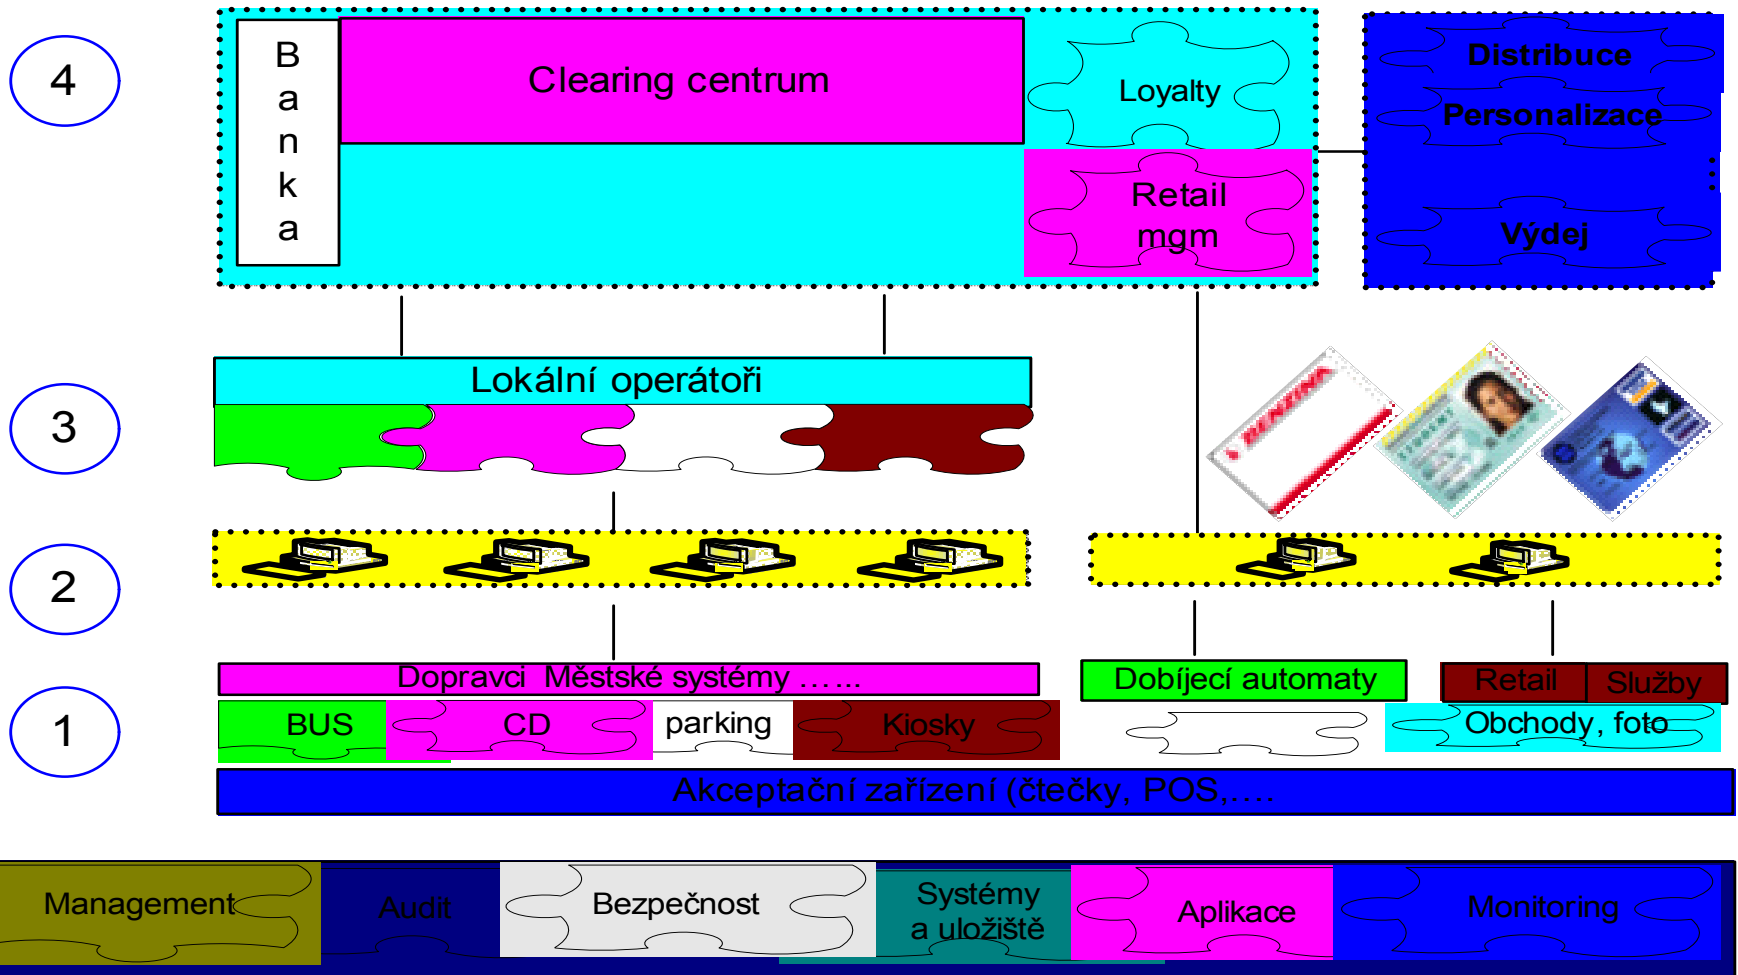 4
Banka
Clearing centrum
Loyalty
Retail
mgm
Distribuce
Personalizace
Výdej
3
Lokální operátoři
BENZINA
2
Dopravci Městské systémy …...
Dobíjecí automaty
Retail
Služby
1
BUS
CD
parking
Kiosky
Obchody, foto
Akceptační zařízení (čtečky, POS,….
Management
Audit
Bezpečnost
Systémy
a uložiště
Aplikace
Monitoring